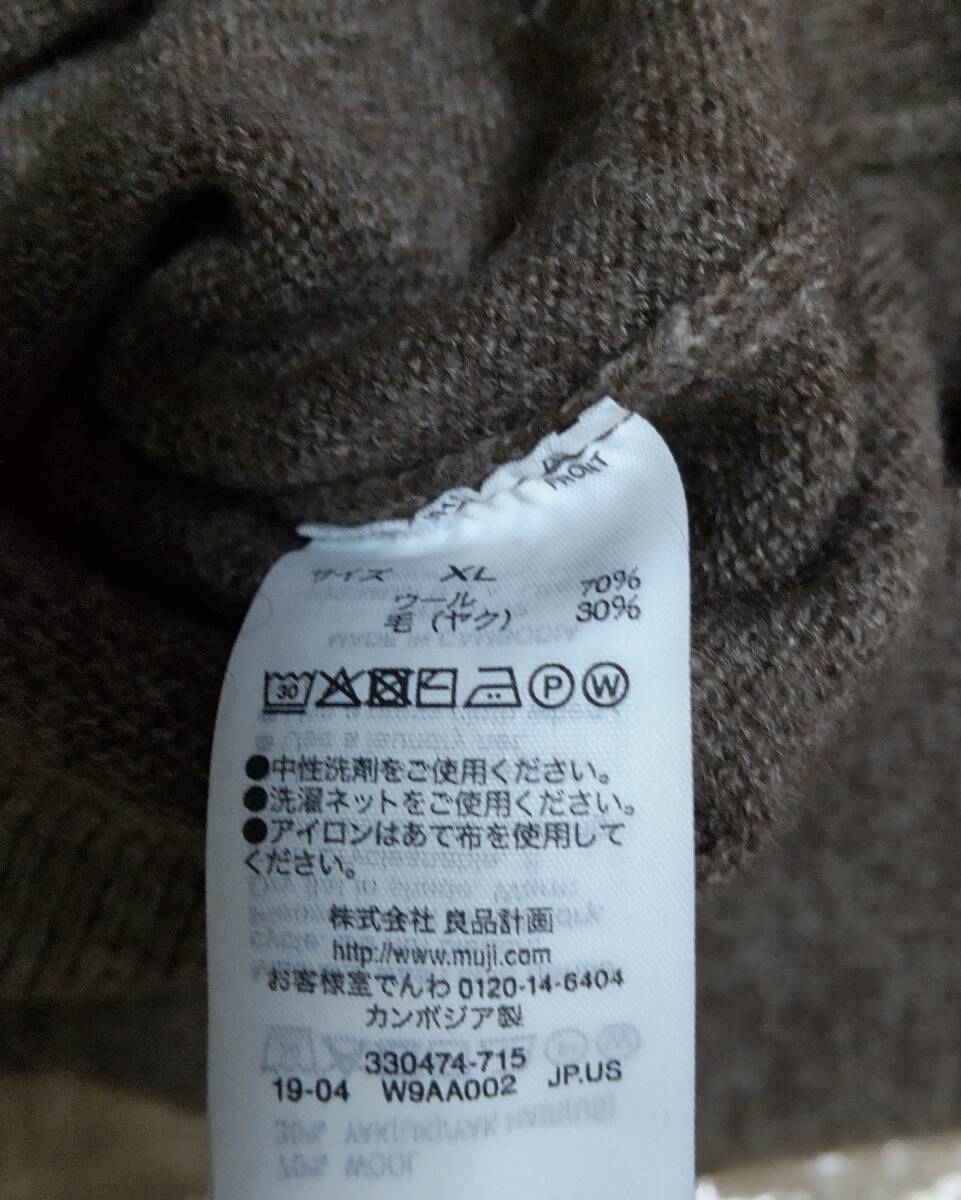 FRONT
サイズ XL
ウール 70%
毛 (ヤク) 30%
30
P W
●中性洗剤をご使用ください。
●洗濯ネットをご使用ください。
●アイロンはあて布を使用して
ください。
株式会社 良品計画
http://www.muji.com
お客様室でんわ 0120-14-6404
カンボジア製
330474-715
19-04 W9AA002 JP.US